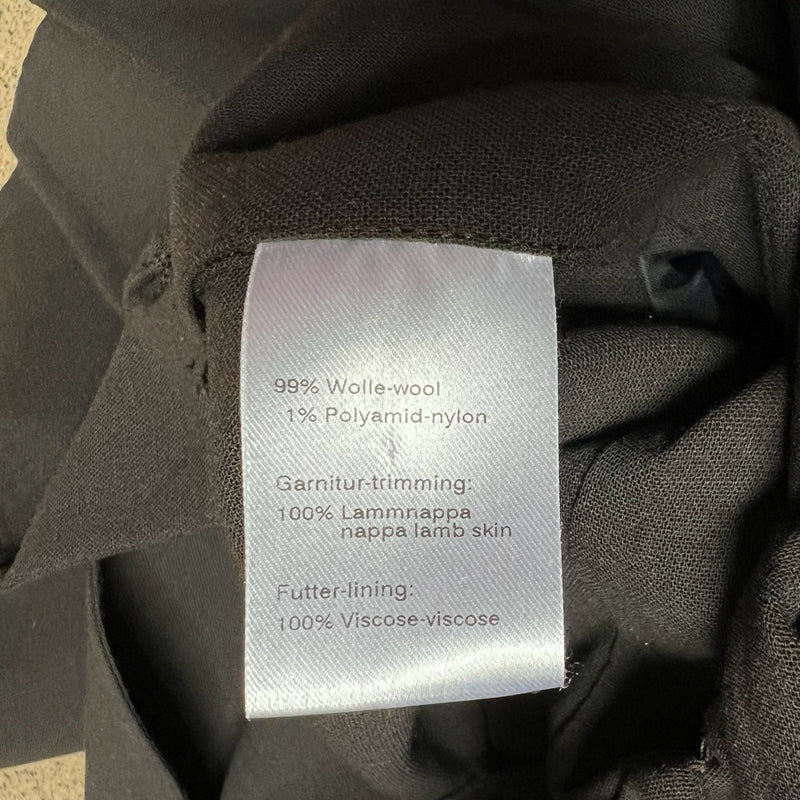 99% Wolle-wool
1% Polyamid-nylon
Garnitur-trimming:
100% Lammnappa
nappa lamb skin
Futter-lining:
100% Viscose-viscose